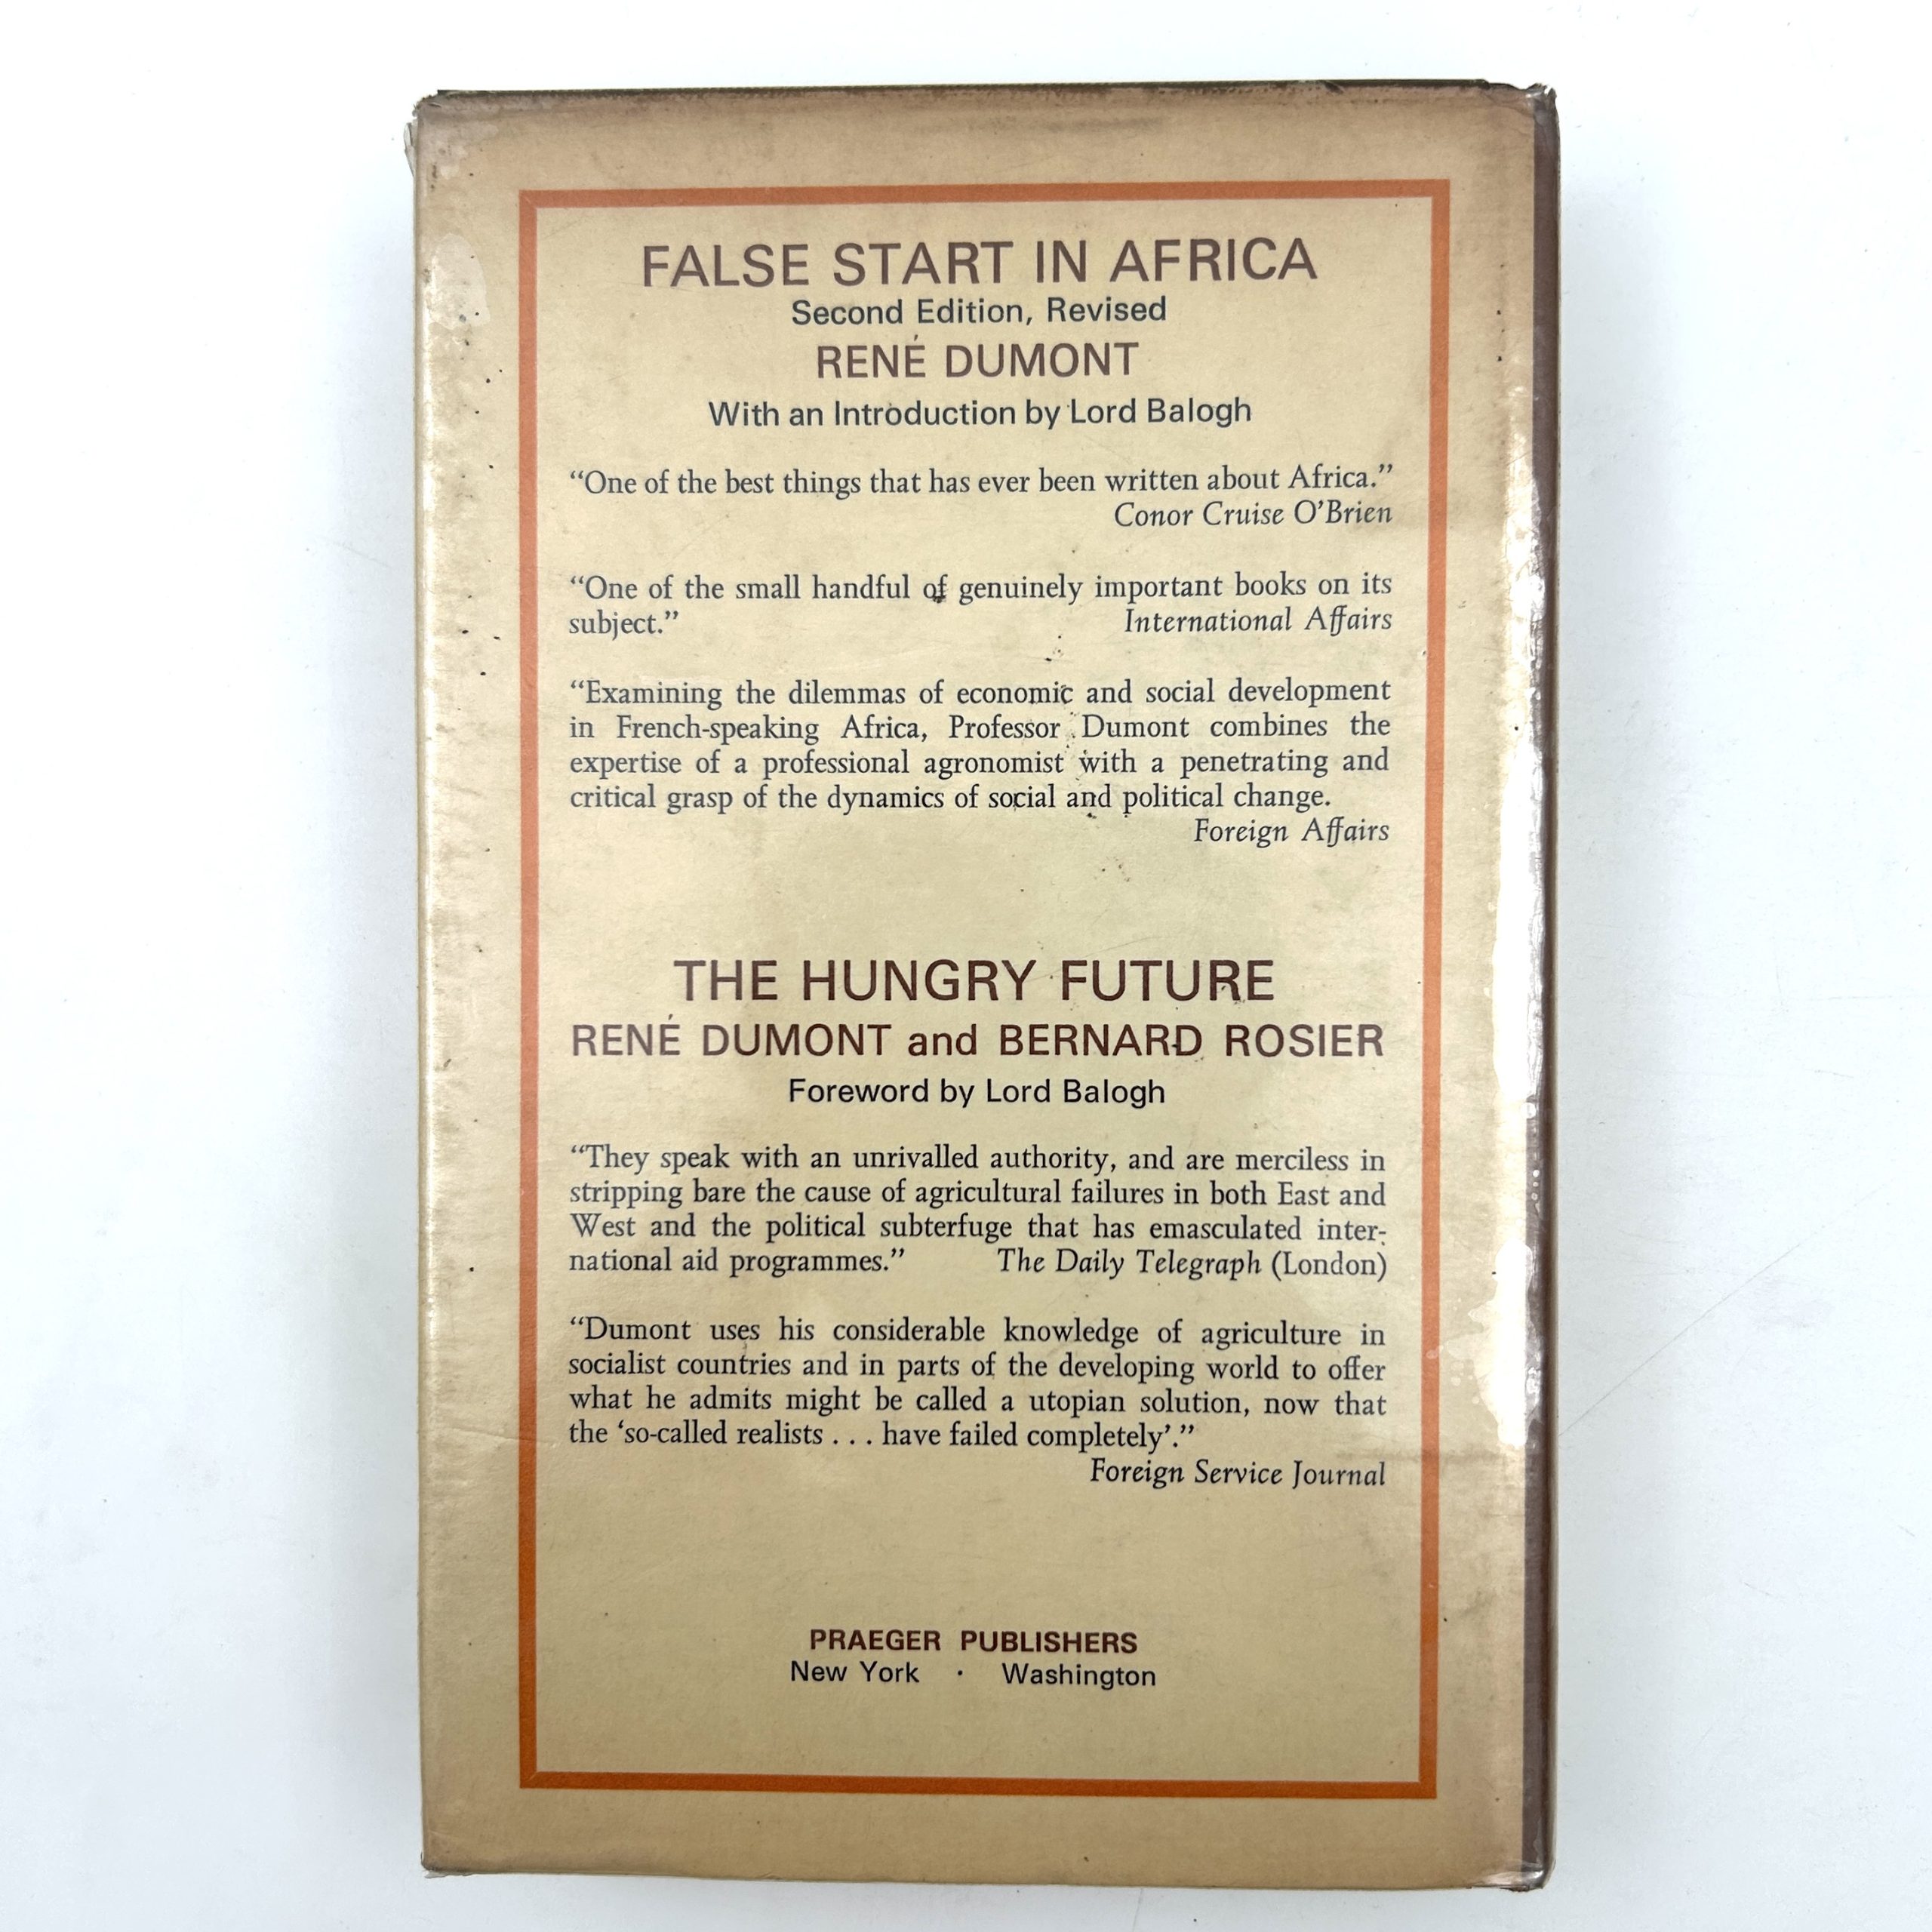 FALSE START IN AFRICA
Second Edition, Revised
RENÉ DUMONT
With an Introduction by Lord Balogh
“One of the best things that has ever been written about Africa.”
Conor Cruise O’Brien
“One of the small handful of genuinely important books on its
subject.” International Affairs
“Examining the dilemmas of economic and social development
in French-speaking Africa, Professor Dumont combines the
expertise of a professional agronomist with a penetrating and
critical grasp of the dynamics of social and political change.
Foreign Affairs
THE HUNGRY FUTURE
RENÉ DUMONT and BERNARD ROSIER
Foreword by Lord Balogh
“They speak with an unrivalled authority, and are merciless in
stripping bare the cause of agricultural failures in both East and
West and the political subterfuge that has emasculated inter-
national aid programmes.” The Daily Telegraph (London)
“Dumont uses his considerable knowledge of agriculture in
socialist countries and in parts of the developing world to offer
what he admits might be called a utopian solution, now that
the ‘so-called realists . . . have failed completely’.”
Foreign Service Journal
PRAEGER PUBLISHERS
New York · Washington